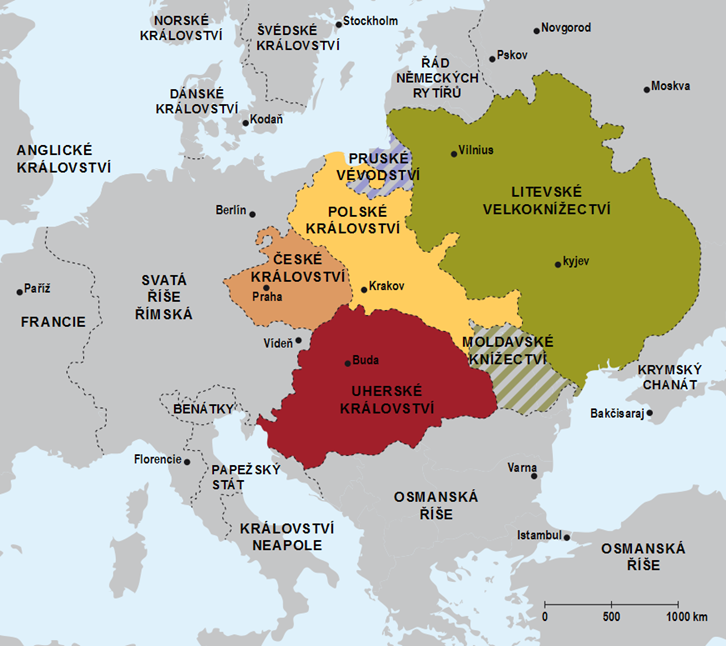 NORSKÉ
KRÁLOVSTVÍ
ŠVÉDSKÉ
KRÁLOVSTVÍ
Stockholm
Novgorod
Pskov
ŘÁD
NĚMECKÝCH
RYTÍŘŮ
Moskva
DÁNSKÉ
KRÁLOVSTVÍ
Kodaň
ANGLICKÉ
KRÁLOVSTVÍ
Vilnius
PRUSKÉ
VÉVODSTVÍ
LITEVSKÉ
VELKOKNÍŽECTVÍ
Berlín
POLSKÉ
KRÁLOVSTVÍ
ČESKÉ
KRÁLOVSTVÍ
kyjev
Paříž
SVATÁ
ŘÍŠE
ŘÍMSKÁ
Praha
Krakov
FRANCIE
Vídeň
MOLDAVSKÉ
KNÍŽECTVÍ
Buda
KRYMSKÝ
CHANÁT
UHERSKÉ
KRÁLOVSTVÍ
BENÁTKY
Bakčisaraj
Florencie
PAPEŽSKÝ
STÁT
Varna
OSMANSKÁ
ŘÍŠE
KRÁLOVSTVÍ
NEAPOLE
Istambul
OSMANSKÁ
ŘÍŠE
0 500 1000 km